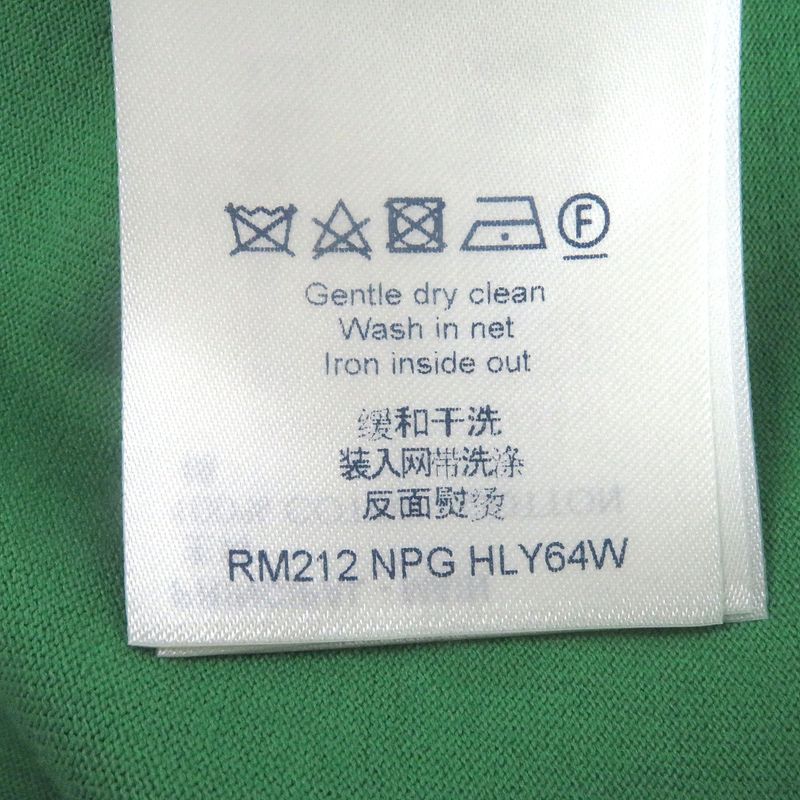 F
Gentle dry clean
Wash in net
Iron inside out
缓和干洗
装入网带洗涤
反面熨烫
RM212 NPG HLY64W